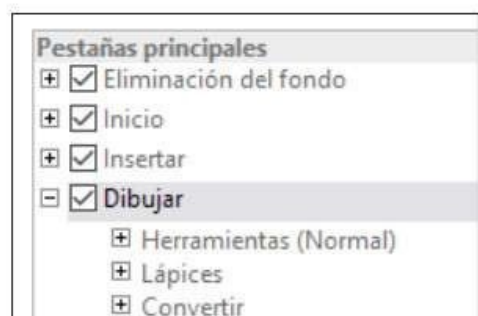 Pestañas principales
Eliminación del fondo
Inicio
Insertar
Dibujar
Herramientas (Normal)
Lápices
Convertir